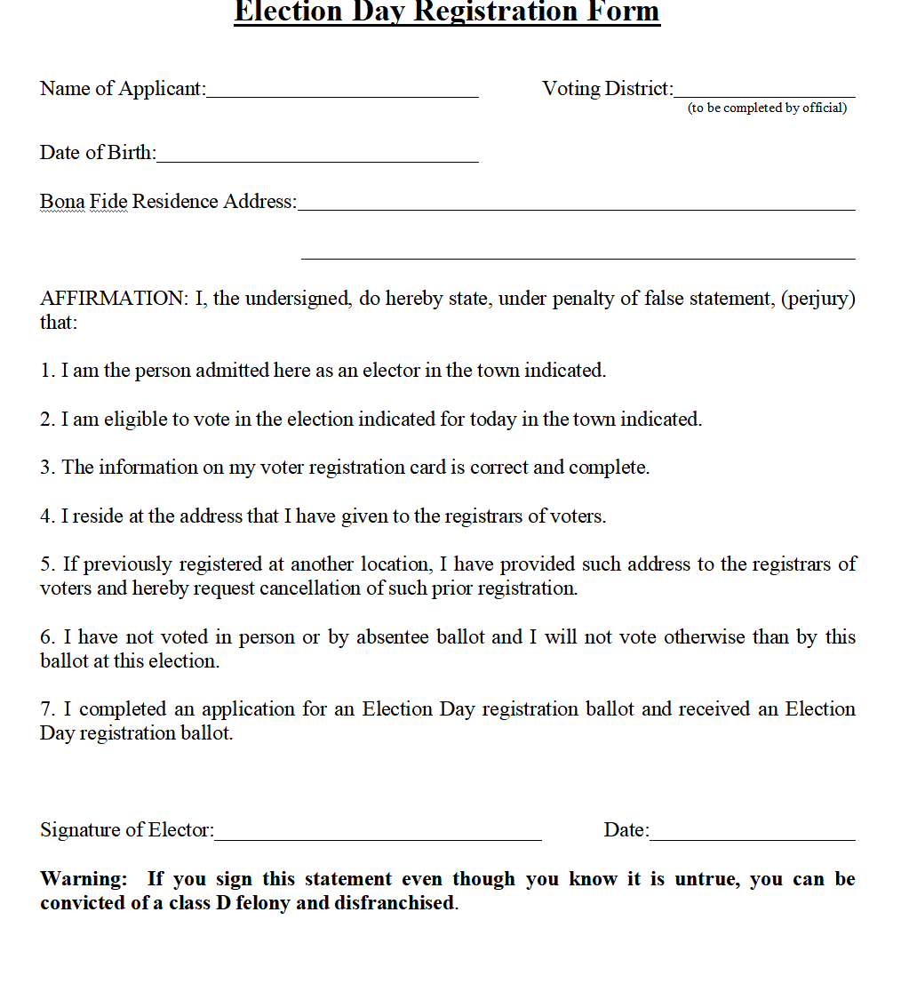 Election Day Registration Form
Name of Applicant: Voting District:
(to be completed by official)
Date of Birth:
Bona Fide Residence Address:
AFFIRMATION: I, the undersigned, do hereby state, under penalty of false statement, (perjury)
that:
1. I am the person admitted here as an elector in the town indicated.
2. I am eligible to vote in the election indicated for today in the town indicated.
3. The information on my voter registration card is correct and complete.
4. I reside at the address that I have given to the registrars of voters.
5. If previously registered at another location, I have provided such address to the registrars of
voters and hereby request cancellation of such prior registration.
6. I have not voted in person or by absentee ballot and I will not vote otherwise than by this
ballot at this election.
7. I completed an application for an Election Day registration ballot and received an Election
Day registration ballot.
Signature of Elector: Date:
Warning: If you sign this statement even though you know it is untrue, you can be
convicted of a class D felony and disfranchised.